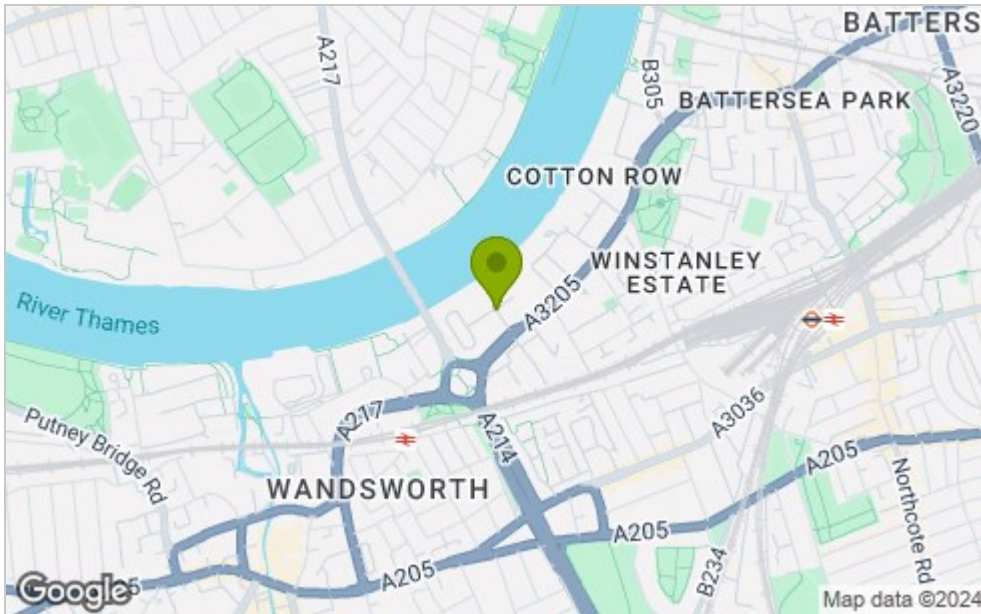 BATTERS
A217
B305
A3220
BATTERSEA PARK
COTTON ROW
WINSTANLEY
ESTATE
River Thames
A3205
A217
A214
A3036
Putney Bridge Rd
A205
WANDSWORTH
Northcote Rd
A205
A205
B234
05
Google
Map data ©2024